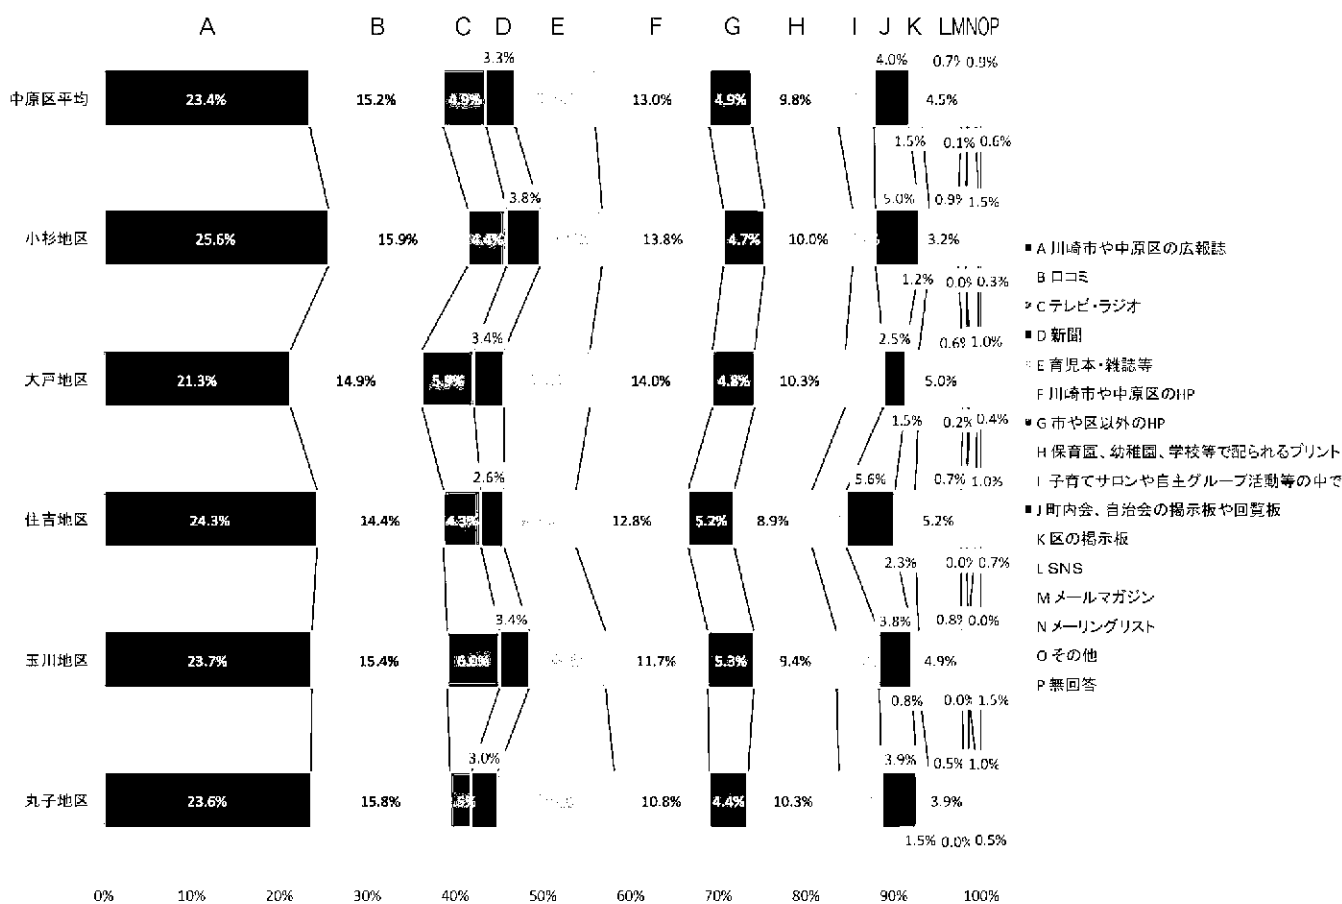 A B C D E F G H I J K L M N O P
3.3% 4.0% 0.7% 0.9%
中原区平均 23.4% 15.2% 4.9% 13.0% 4.9% 9.8% 4.5%
1.5% 0.1% 0.6%
3.8% 5.0% 0.9% 1.5%
小杉地区 25.6% 15.9% 4.4% 13.8% 4.7% 10.0% 3.2%
1.2% 0.0% 0.3%
3.4% 2.5% 0.6% 1.0%
大戸地区 21.3% 14.9% 5.9% 14.0% 4.8% 10.3% 5.0%
1.5% 0.2% 0.4%
2.6% 5.6% 0.7% 1.0%
住吉地区 24.3% 14.4% 4.3% 12.8% 5.2% 8.9% 5.2%
2.3% 0.0% 0.7%
3.4% 3.8% 0.8% 0.0%
玉川地区 23.7% 15.4% 6.0% 11.7% 5.3% 9.4% 4.9%
0.8% 0.0% 1.5%
3.0% 3.9% 0.5% 1.0%
丸子地区 23.6% 15.8% 10.8% 4.4% 10.3% 3.9%
1.5% 0.0% 0.5%
0% 10% 20% 30% 40% 50% 60% 70% 80% 90% 100%
A 川崎市や中原区の広報誌
B 口コミ
C テレビ・ラジオ
D 新聞
E 育児本・雑誌等
F 川崎市や中原区のHP
G 市や区以外のHP
H 保育園、幼稚園、学校等で配られるプリント
I 子育てサロンや自主グループ活動等の中で
J 町内会、自治会の掲示板や回覧板
K 区の掲示板
L SNS
M メールマガジン
N メーリングリスト
O その他
P 無回答